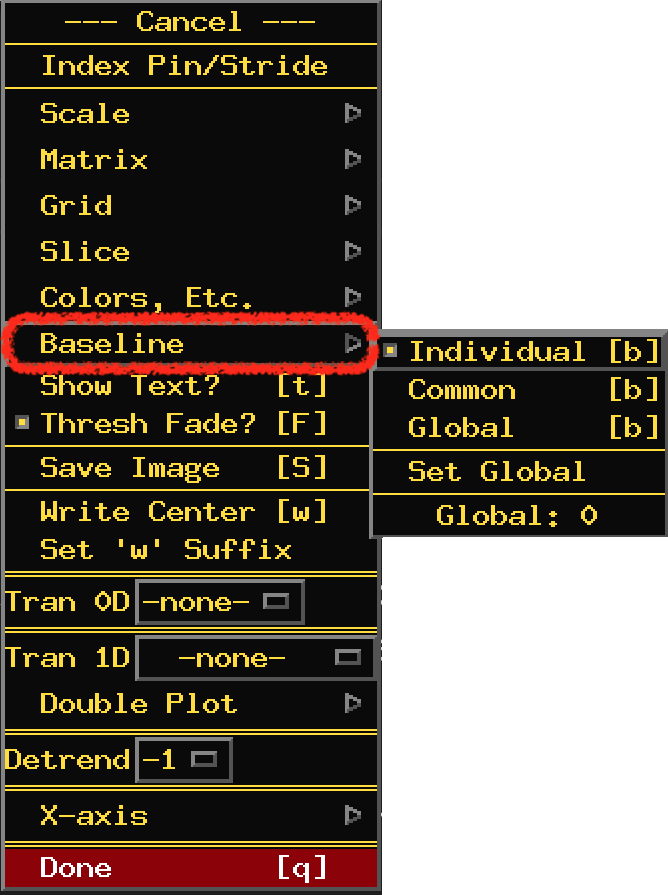 --- Cancel ---
Index Pin/Stride
Scale
Matrix
Grid
Slice
Colors, Etc.
Baseline
Individual [b]
Common [b]
Global [b]
Set Global
Global: 0
Show Text? [t]
Thresh Fade? [F]
Save Image [S]
Write Center [w]
Set 'w' Suffix
Tran 0D -none-
Tran 1D -none-
Double Plot
Detrend -1
X-axis
Done [q]